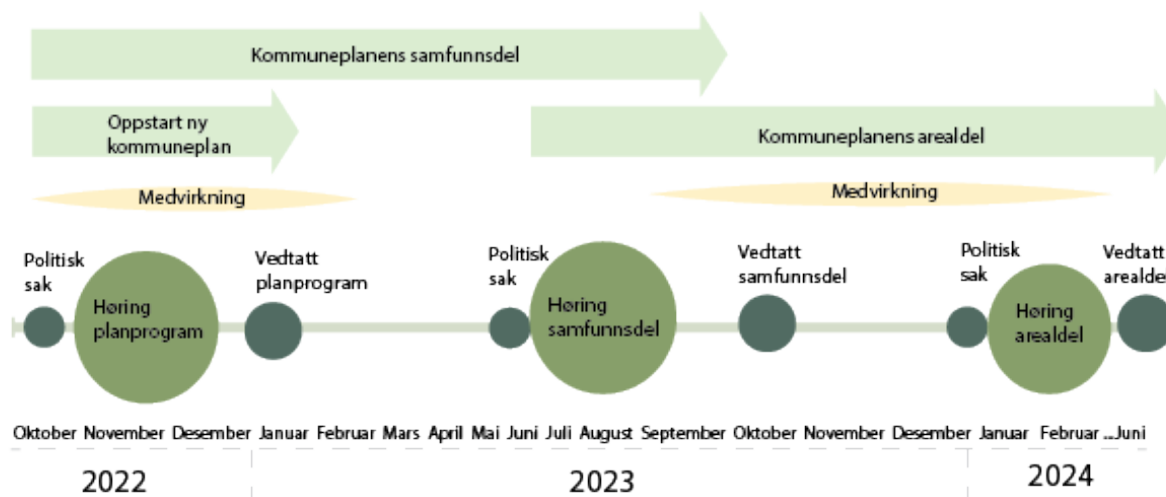 Kommuneplanens samfunnsdel
Oppstart ny
kommuneplan
Kommuneplanens arealdel
Medvirkning
Medvirkning
Politisk
sak
Høring
planprogram
Vedtatt
planprogram
Politisk
sak
Høring
samfunnsdel
Vedtatt
samfunnsdel
Politisk
sak
Høring
arealdel
Vedtatt
arealdel
Oktober November Desember Januar Februar Mars April Mai Juni Juli August September Oktober November Desember Januar Februar ...Juni
2022 2023 2024